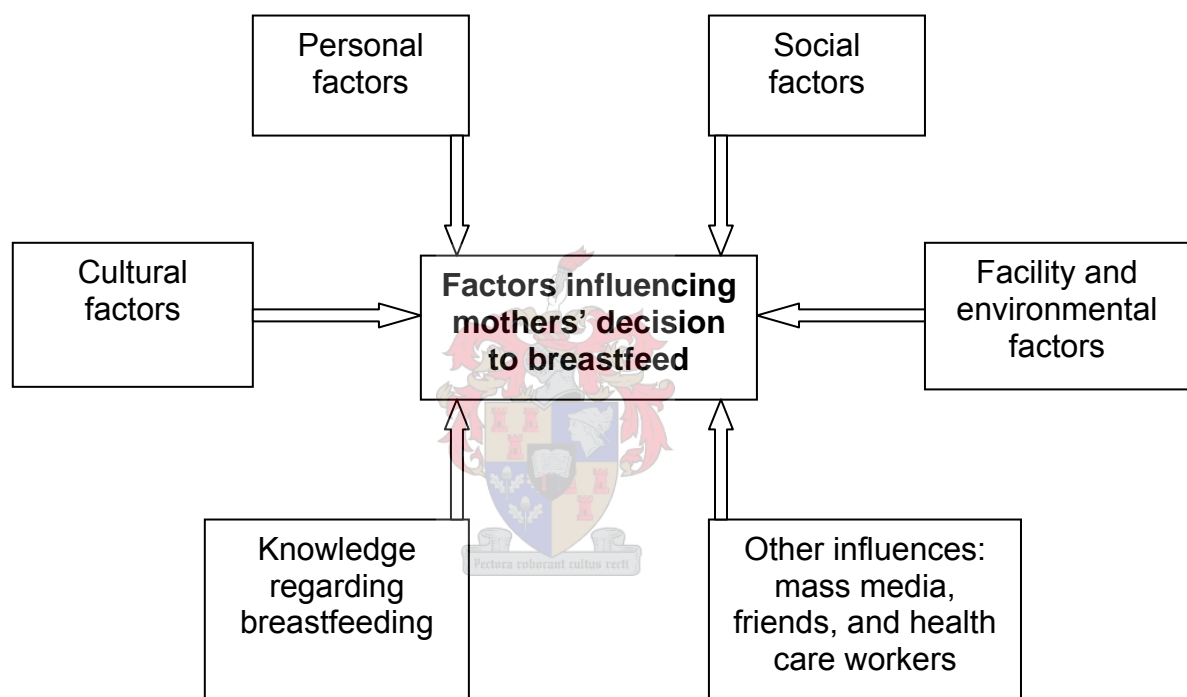 Personal
factors
Social
factors
Cultural
factors
Factors influencing
mothers’ decision
to breastfeed
Facility and
environmental
factors
Knowledge
regarding
breastfeeding
Pectora roborant cultus recti
Other influences:
mass media,
friends, and health
care workers